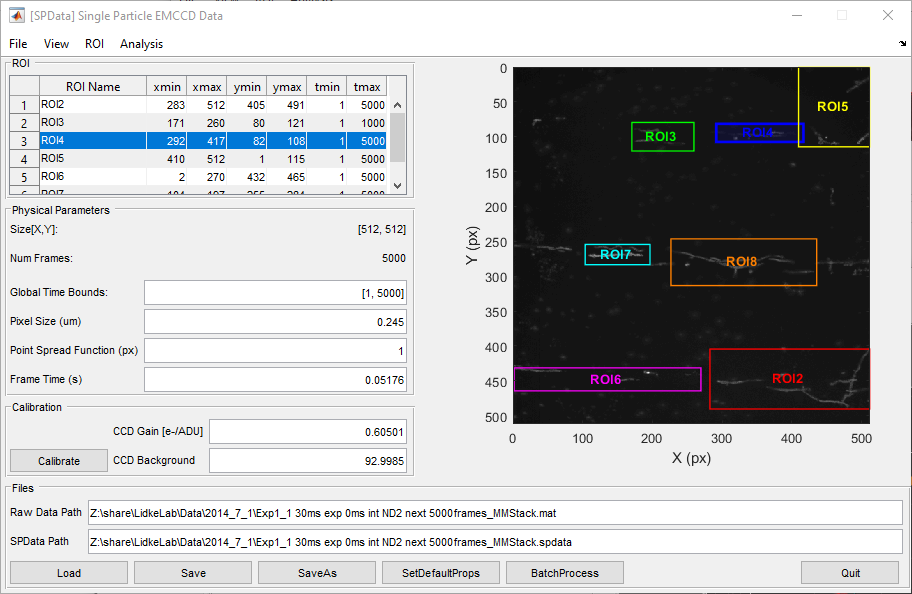 [SPData] Single Particle EMCCD Data
File View ROI Analysis
ROI
ROI Name xmin xmax ymin ymax tmin tmax
1 ROI2 283 512 405 491 1 5000
2 ROI3 171 260 80 121 1 1000
3 ROI4 292 417 82 108 1 5000
4 ROI5 410 512 1 115 1 5000
5 ROI6 2 270 432 465 1 5000
Physical Parameters
Size[X,Y]: [512, 512]
Num Frames: 5000
Global Time Bounds: [1, 5000]
Pixel Size (um) 0.245
Point Spread Function (px) 1
Frame Time (s) 0.05176
Calibration
CCD Gain [e-/ADU] 0.60501
Calibrate CCD Background 92.9985
0
50
100
150
200
250
300
350
400
450
500
Y (px)
ROI5
ROI3
ROI4
ROI7
ROI8
ROI6
ROI2
0 100 200 300 400 500
X (px)
Files
Raw Data Path Z:\share\LidkeLab\Data\2014_7_1\Exp1_1 30ms exp 0ms int ND2 next 5000frames_MMStack.mat
SPData Path Z:\share\LidkeLab\Data\2014_7_1\Exp1_1 30ms exp 0ms int ND2 next 5000frames_MMStack.spdata
Load Save SaveAs SetDefaultProps BatchProcess Quit